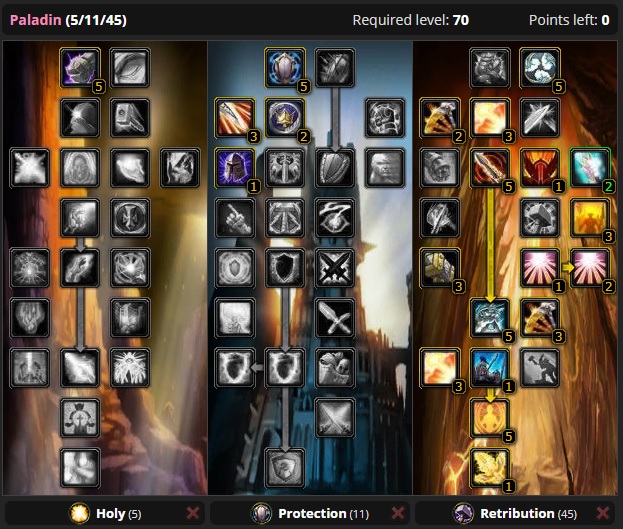 Paladin (5/11/45) Required level: 70 Points left: 0
5 5 5
3 2 2 3
1 5 1 2
3
3 1 2
5 3
3 1
5
1
Holy (5) Protection (11) Retribution (45)